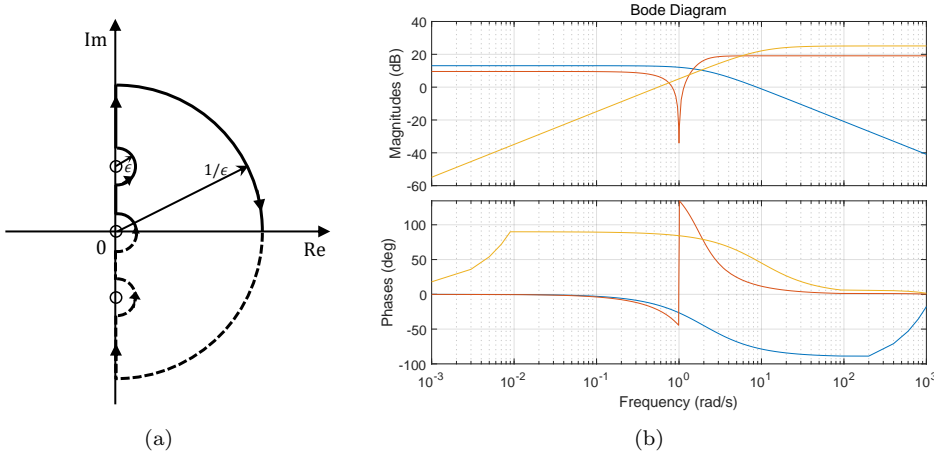 Im
ϵ
1/ϵ
0
Re
(a)
Bode Diagram
Magnitudes (dB)
40
20
0
-20
-40
-60
Phases (deg)
100
50
0
-50
-100
10^-3
10^-2
10^-1
10^0
10^1
10^2
10^3
Frequency (rad/s)
(b)